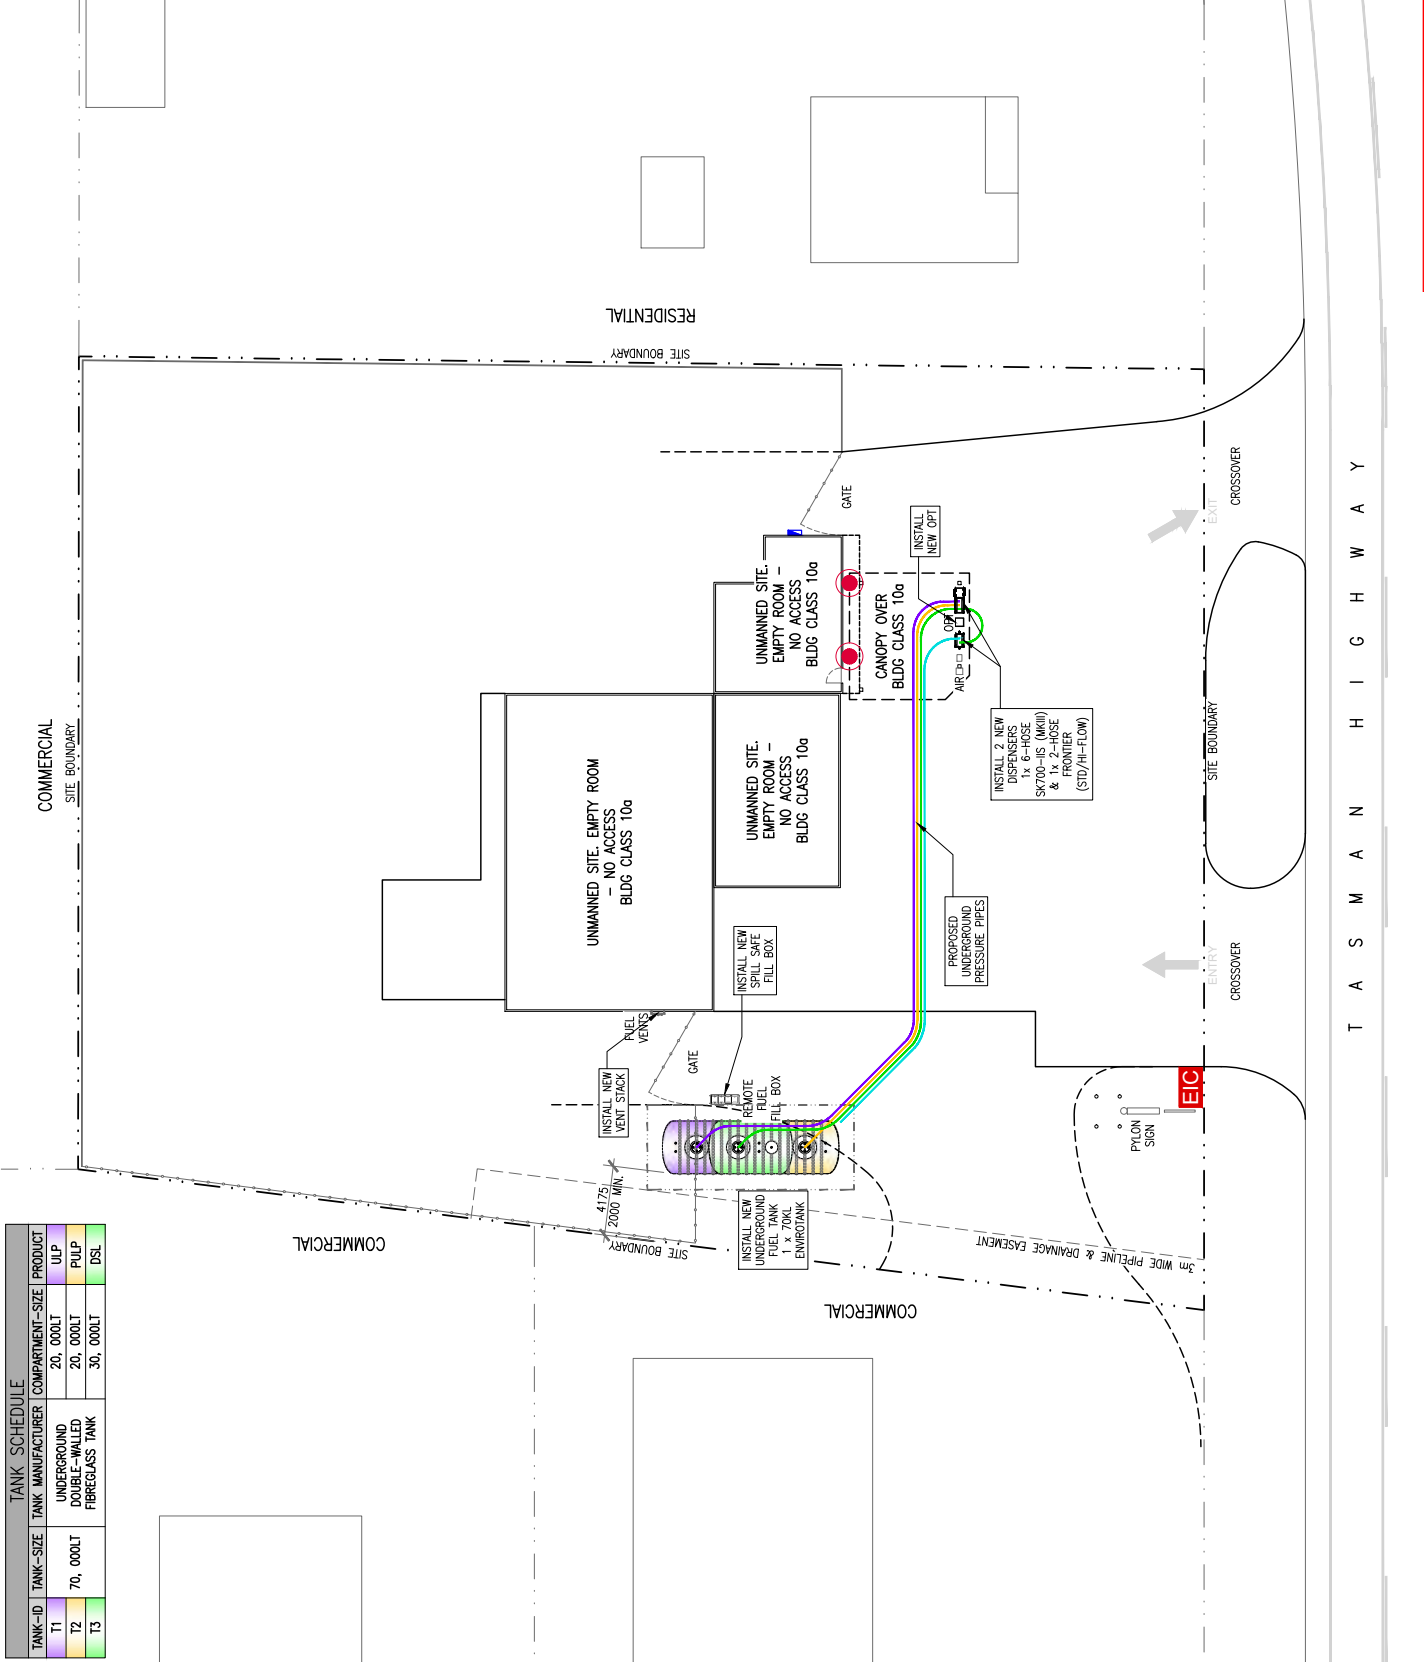 TANK SCHEDULE
TANK-ID TANK-SIZE TANK MANUFACTURER COMPARTMENT-SIZE PRODUCT
T1 70, 000LT UNDERGROUND DOUBLE-WALLED FIBREGLASS TANK 20, 000LT ULP
T2 20, 000LT PULP
T3 30, 000LT DSL
COMMERCIAL
SITE BOUNDARY
RESIDENTIAL
SITE BOUNDARY
COMMERCIAL
SITE BOUNDARY
COMMERCIAL
4175
2000 MIN.
UNMANNED SITE. EMPTY ROOM
- NO ACCESS
BLDG CLASS 10a
UNMANNED SITE.
EMPTY ROOM -
NO ACCESS
BLDG CLASS 10a
UNMANNED SITE.
EMPTY ROOM -
NO ACCESS
BLDG CLASS 10a
CANOPY OVER
BLDG CLASS 10a
GATE
INSTALL
NEW OPT
AIR
INSTALL 2 NEW
DISPENSERS
1x 6-HOSE
SK700-IIS (MKIII)
& 1x 2-HOSE
FRONTIER
(STD/HI-FLOW)
PROPOSED
UNDERGROUND
PRESSURE PIPES
INSTALL NEW
SPILL SAFE
FILL BOX
FUEL
VENTS
GATE
INSTALL NEW
VENT STACK
REMOTE
FUEL
FILL BOX
INSTALL NEW
UNDERGROUND
FUEL TANK
1 x 70KL
ENVIROTANK
3m WIDE PIPELINE & DRAINAGE EASEMENT
PYLON
SIGN
EIC
ENTRY
CROSSOVER
SITE BOUNDARY
EXIT
CROSSOVER
TASMAN HIGHWAY